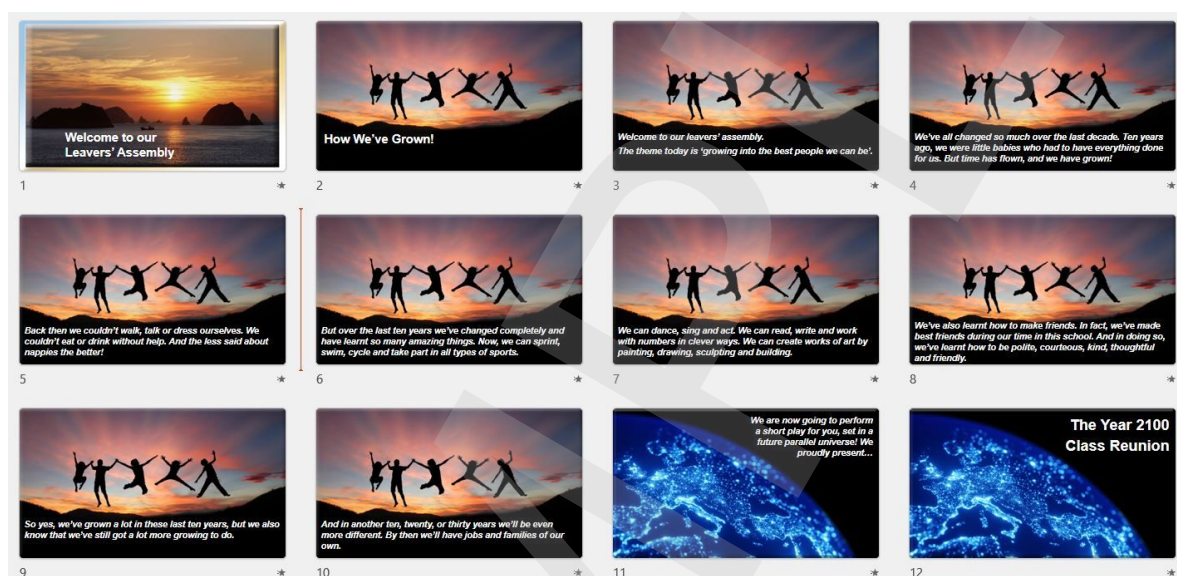 Welcome to our
Leavers' Assembly
1
How We've Grown!
2
Welcome to our leavers' assembly.
The theme today is 'growing into the best people we can be'.
3
We've all changed so much over the last decade. Ten years
ago, we were little babies who had to have everything done
for us. But time has flown, and we have grown!
4
Back then we couldn't walk, talk or dress ourselves. We
couldn't eat or drink without help. And the less said about
nappies the better!
5
But over the last ten years we've changed completely and
have learnt so many amazing things. Now, we can sprint,
swim, cycle and take part in all types of sports.
6
We can dance, sing and act. We can read, write and work
with numbers in clever ways. We can create works of art by
painting, drawing, sculpting and building.
7
We've also learnt how to make friends. In fact, we've made
best friends during our time in this school. And in doing so,
we've learnt how to be polite, courteous, kind, thoughtful
and friendly.
8
So yes, we've grown a lot in these last ten years, but we also
know that we've still got a lot more growing to do.
9
And in another ten, twenty, or thirty years we'll be even
more different. By then we'll have jobs and families of our
own.
10
We are now going to perform
a short play for you, set in a
future parallel universe! We
proudly present…
11
The Year 2100
Class Reunion
12